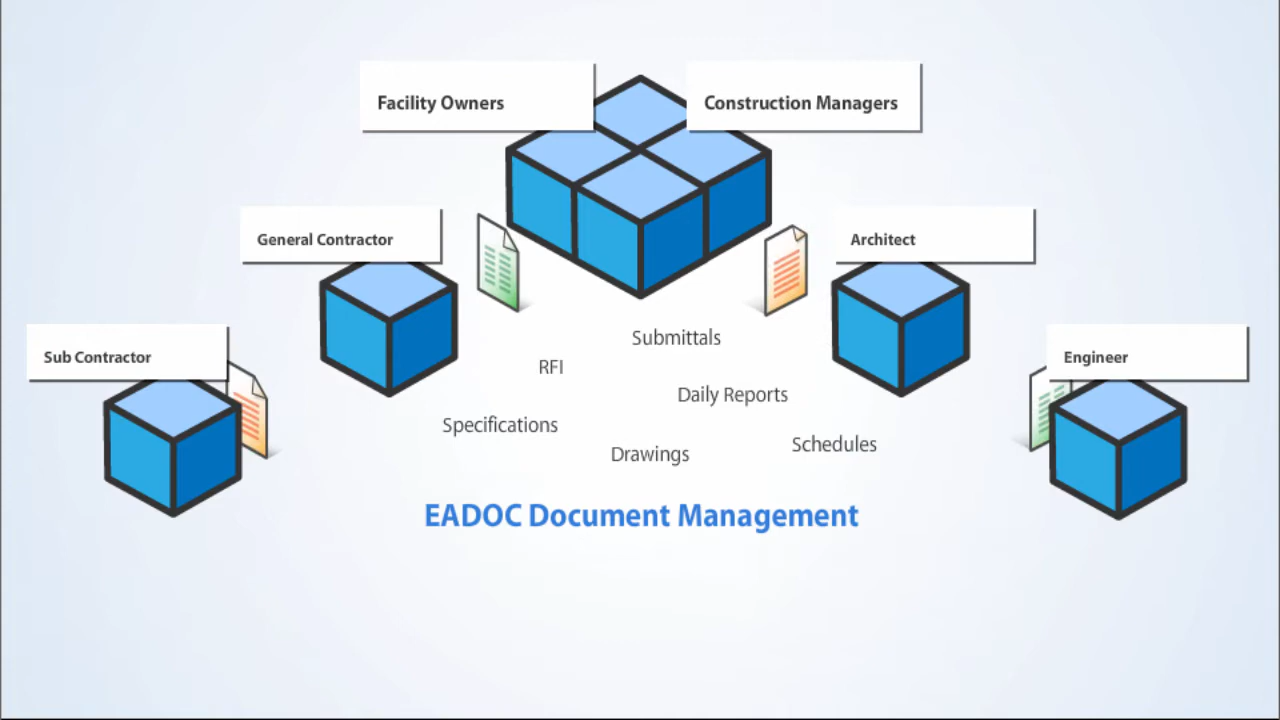 Facility Owners
Construction Managers
General Contractor
Architect
Sub Contractor
Engineer
Submittals
RFI
Daily Reports
Specifications
Schedules
Drawings
EADOC Document Management